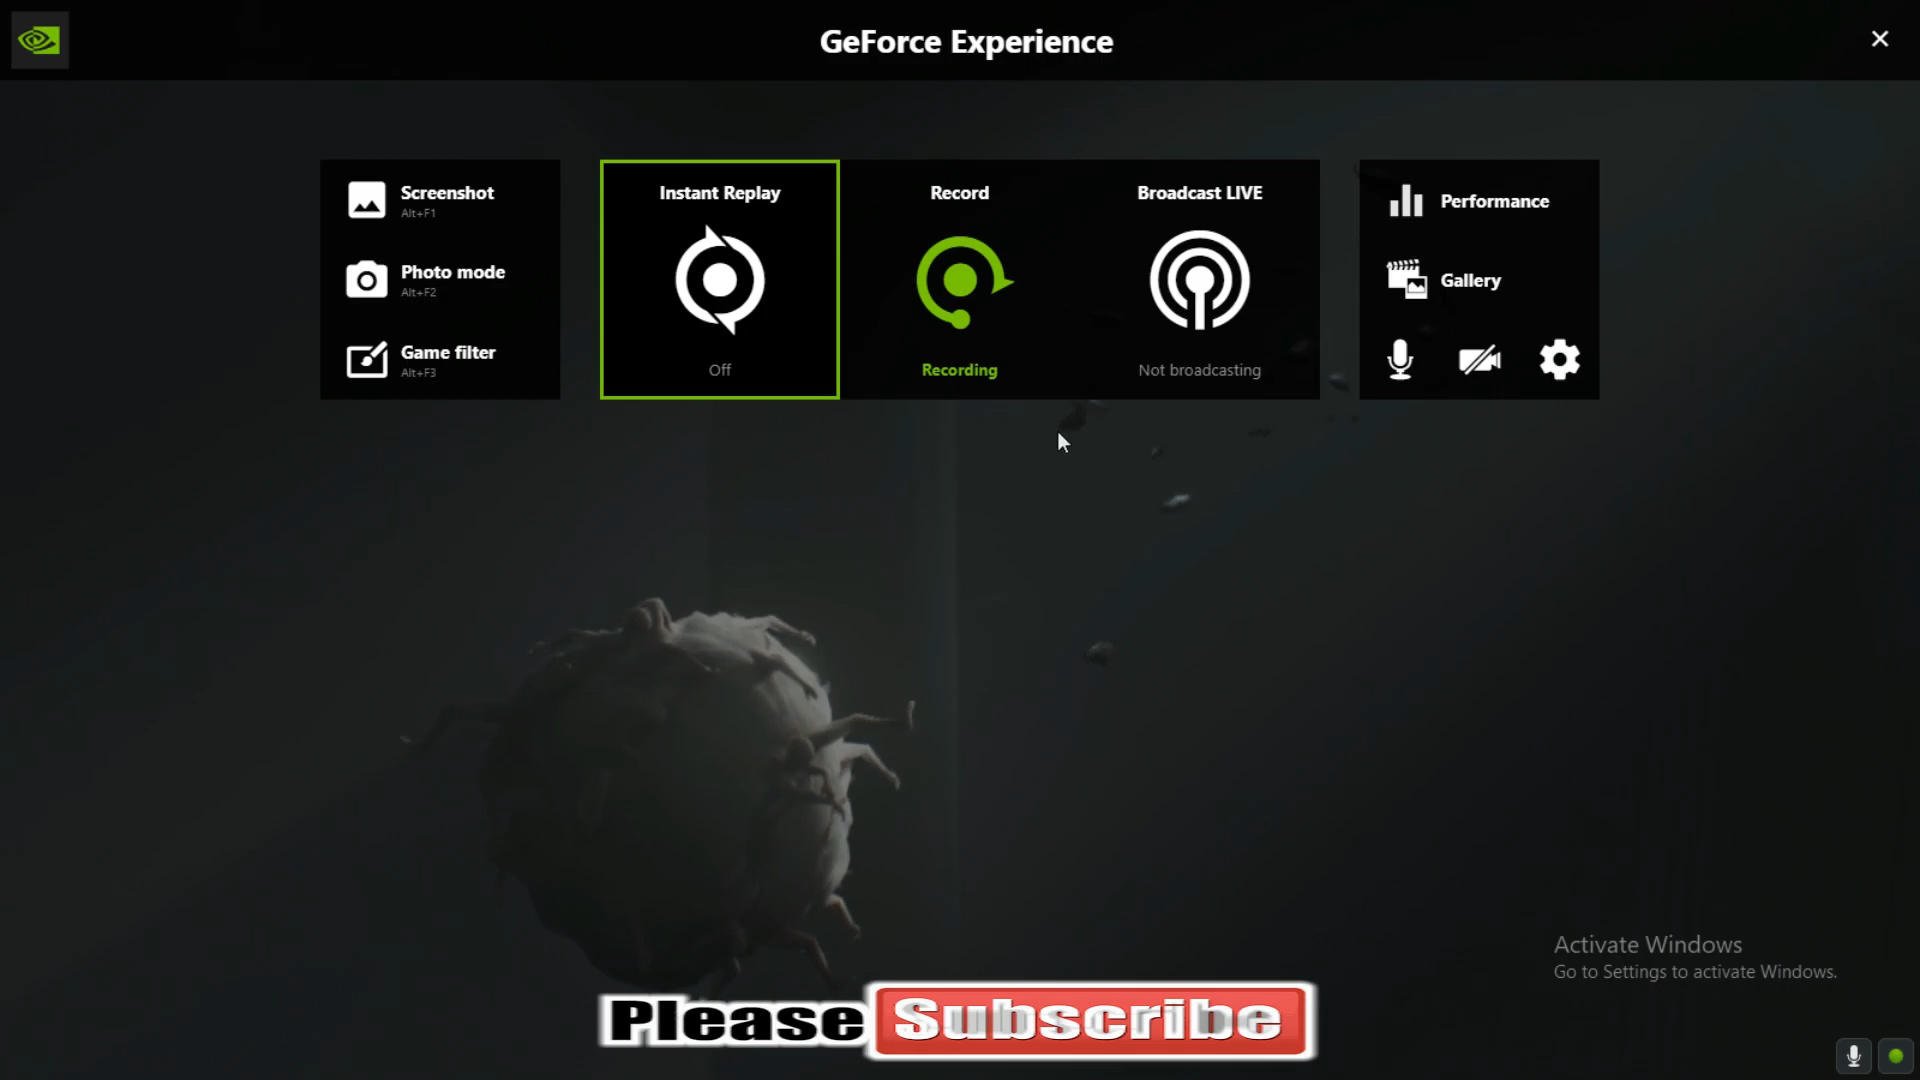 GeForce Experience
Screenshot
Alt+F1
Photo mode
Alt+F2
Game filter
Alt+F3
Instant Replay
Off
Record
Recording
Broadcast LIVE
Not broadcasting
Performance
Gallery
Activate Windows
Go to Settings to activate Windows.
Please Subscribe